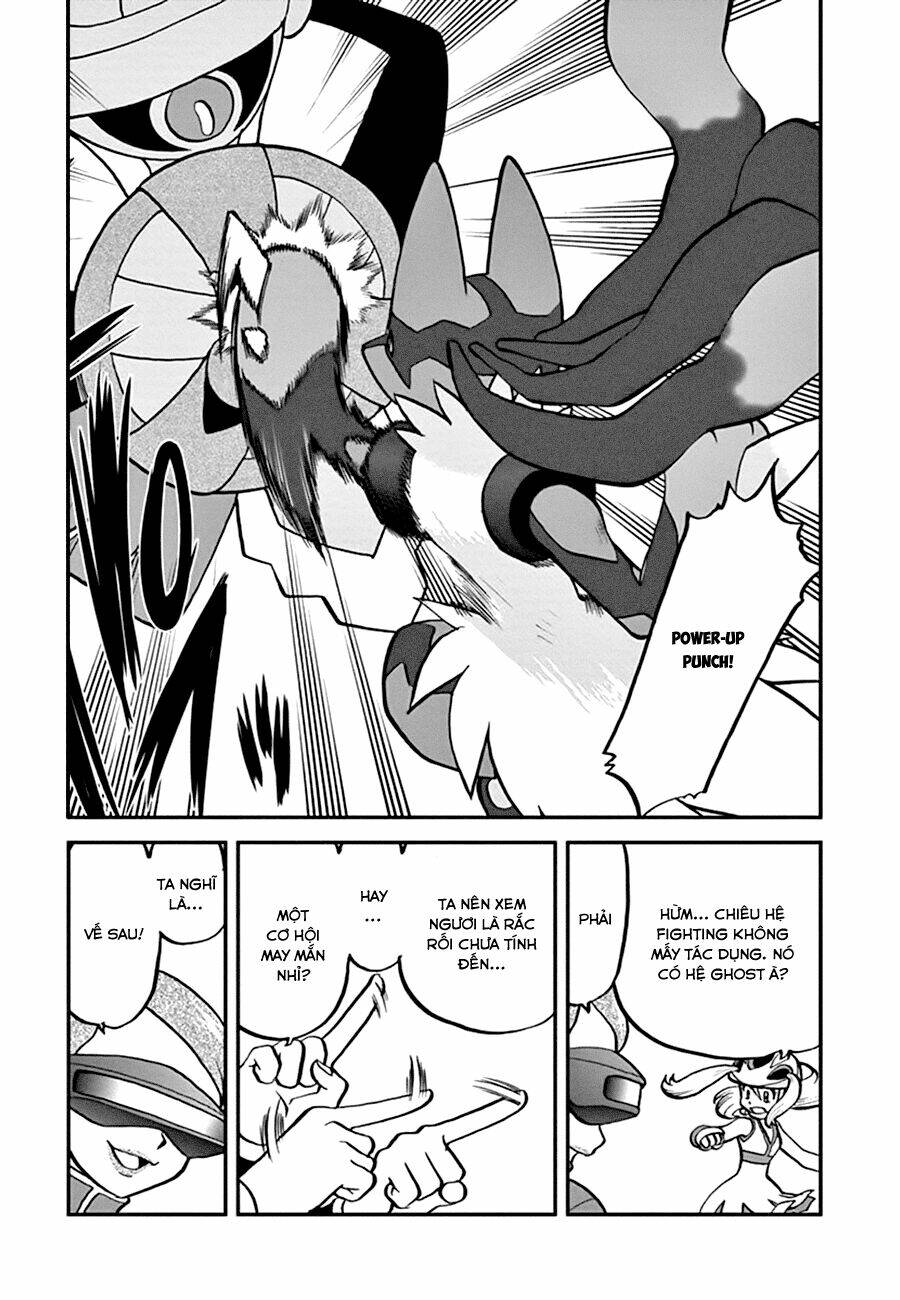 POWER-UP
PUNCH!
HỪM... CHIÊU HỆ
FIGHTING KHÔNG
MẤY TÁC DỤNG. NÓ
CÓ HỆ GHOST À?
PHẢI
TA NÊN XEM
NGƯƠI LÀ RẮC
RỐI CHƯA TÍNH
ĐẾN...
HAY
...
MỘT
CƠ HỘI
MAY MẮN
NHỈ?
TA NGHĨ
LÀ...
VẾ SAU!